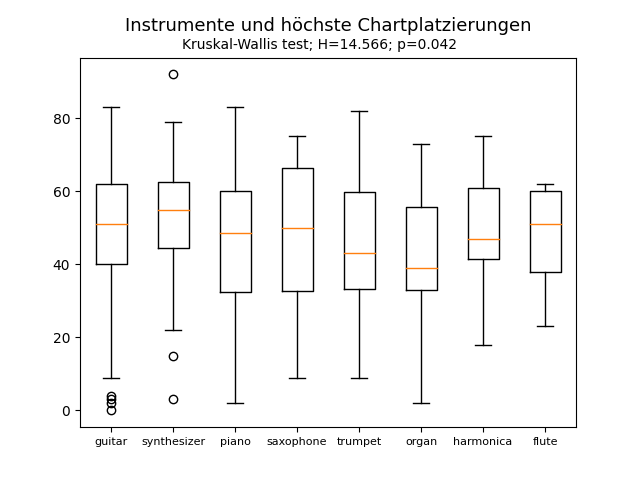 Instrumente und höchste Chartplatzierungen
Kruskal-Wallis test; H=14.566; p=0.042
80
60
40
20
0
guitar synthesizer piano saxophone trumpet organ harmonica flute